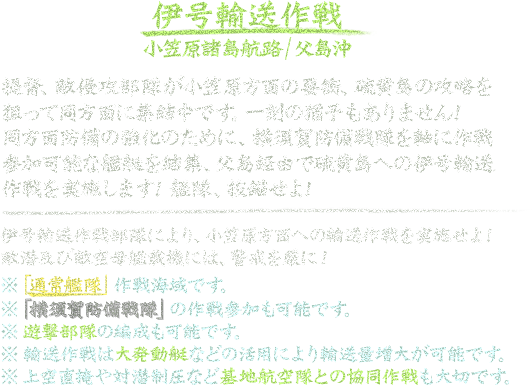 伊号輸送作戦
小笠原諸島航路/父島沖
提督、敵侵攻部隊が小笠原方面の要衝、硫黄島の攻略を
狙って同方面に集結中です。一刻の猶予もありません!
同方面防備の強化のために、横須賀防備戦隊を軸に作戦
参加可能な艦艇を結集、父島経由で硫黄島への伊号輸送
作戦を実施します! 艦隊、抜錨せよ!
伊号輸送作戦部隊により、小笠原方面への輸送作戦を実施せよ!
敵潜及び敵空母艦載機には、警戒を厳に!
※「通常艦隊」作戦海域です。
※「横須賀防備戦隊」の作戦参加も可能です。
※ 遊撃部隊の編成も可能です。
※ 輸送作戦は大発動艇などの活用により輸送量増大が可能です。
※ 上空直掩や対潜制圧など基地航空隊との協同作戦も大切です。